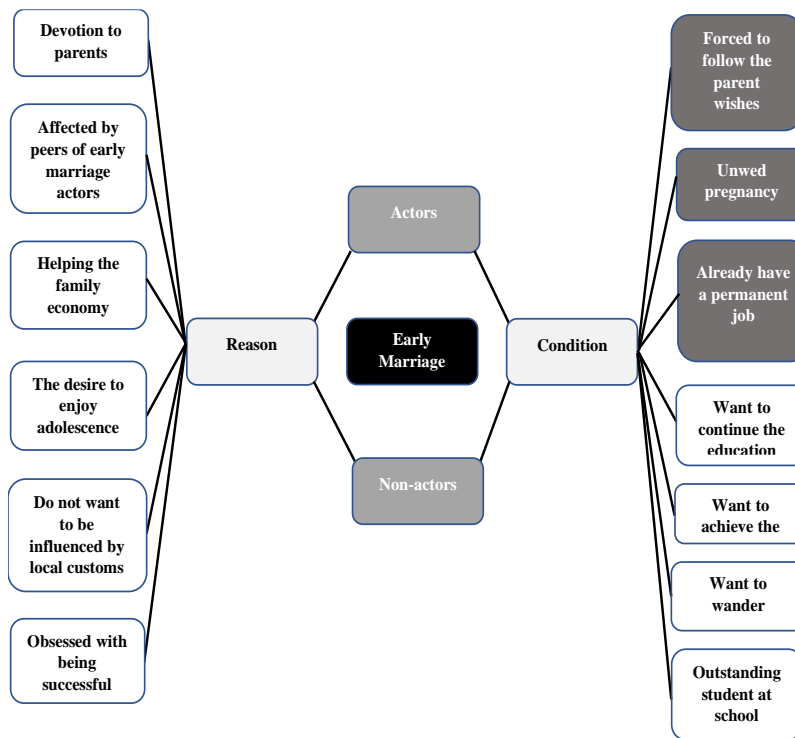 Devotion to
parents
Affected by
peers of early
marriage
actors
Helping the
family
economy
The desire to
enjoy
adolescence
Do not want
to be
influenced by
local customs
Obsessed with
being
successful
Reason
Actors
Early
Marriage
Non-actors
Condition
Forced to
follow the
parent
wishes
Unwed
pregnancy
Already have
a permanent
job
Want to
continue the
education
Want to
achieve the
Want to
wander
Outstanding
student at
school